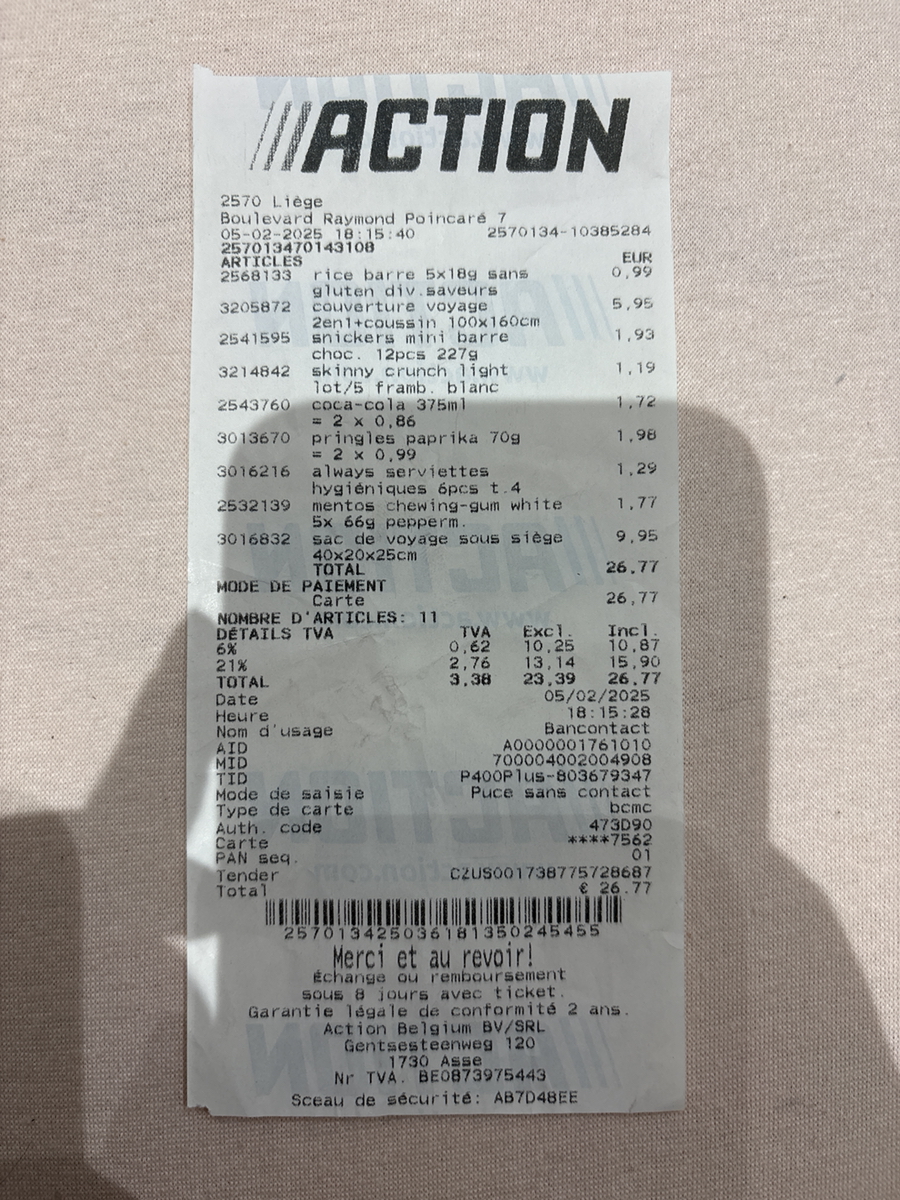 ACTION
2570 Liège
Boulevard Raymond Poincaré 7
05-02-2025 18:15:40 2570134-10385284
257013470143108
ARTICLES EUR
2568133 rice barre 5x18g sans 0,99
gluten div.saveurs
3205872 couverture voyage 5,95
2en1+coussin 100x160cm
2541595 snickers mini barre 1,93
choc. 12pcs 227g
3214842 skinny crunch light 1,19
lot/5 framb. blanc
2543760 coca-cola 375ml 1,72
= 2 x 0,86
3013670 pringles paprika 70g 1,98
= 2 x 0,99
3016216 always serviettes 1,29
hygiéniques 6pcs t.4
2532139 mentos chewing-gum white 1,77
5x 66g pepperm.
3016832 sac de voyage sous siège 9,95
40x20x25cm
TOTAL 26,77
MODE DE PAIEMENT
Carte 26,77
NOMBRE D'ARTICLES: 11
DÉTAILS TVA TVA Excl. Incl.
6% 0,62 10,25 10,87
21% 2,76 13,14 15,90
TOTAL 3,38 23,39 26,77
Date 05/02/2025
Heure 18:15:28
Nom d'usage Bancontact
AID A0000001761010
MID 700004002004908
TID P400Plus-803679347
Mode de saisie Puce sans contact
Type de carte bcmc
Auth. code 473D90
Carte ****7562
PAN seq. 01
Tender CZUS001738775728687
Total € 26.77
257013425036181350245455
Merci et au revoir!
Échange ou remboursement
sous 8 jours avec ticket.
Garantie légale de conformité 2 ans.
Action Belgium BV/SRL
Gentsesteenweg 120
1730 Asse
Nr TVA. BE0873975443
Sceau de sécurité: AB7D48EE